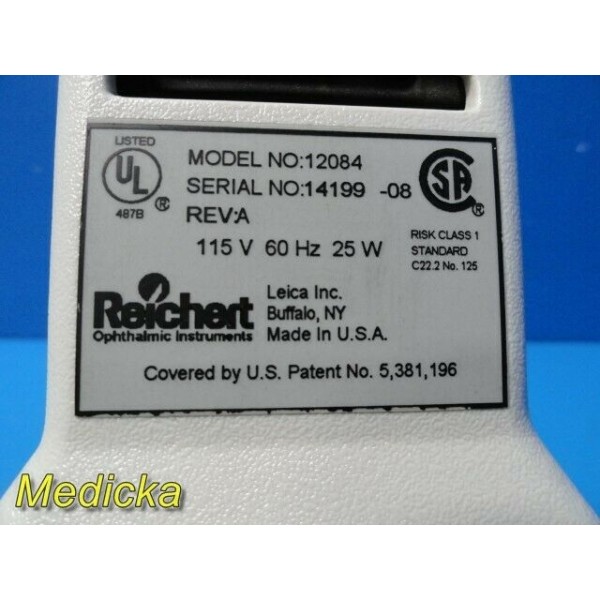 LISTED
UL
487B
®
MODEL NO:12084
SERIAL NO:14199 -08
REV:A
115 V 60 Hz 25 W
SA
®
RISK CLASS 1
STANDARD
C22.2 No. 125
Reichert
Ophthalmic Instruments
Leica Inc.
Buffalo, NY
Made In U.S.A.
Covered by U.S. Patent No. 5,381,196
Medicka